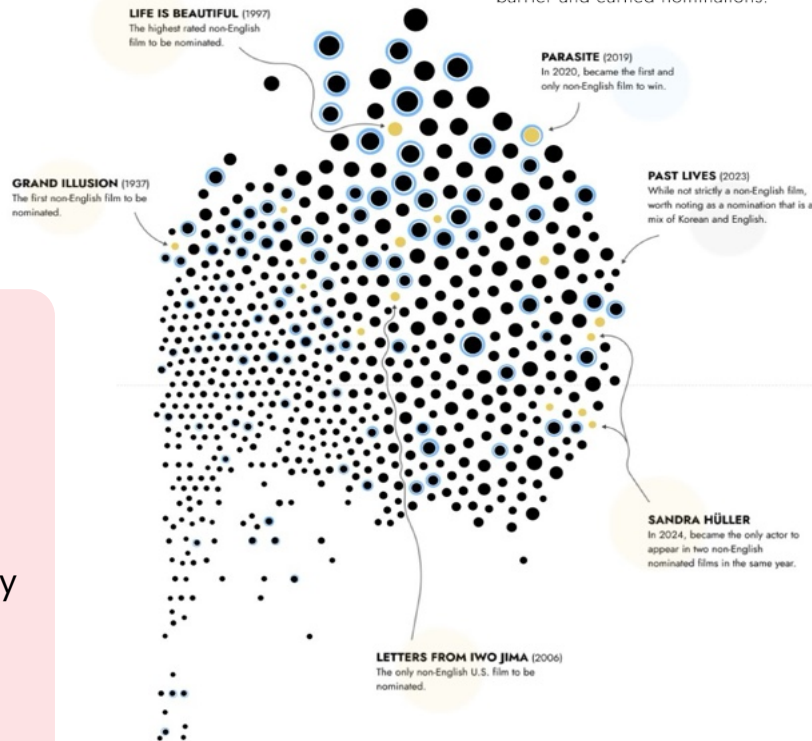 barrier and earned nominations.
LIFE IS BEAUTIFUL (1997)
The highest rated non-English
film to be nominated.
PARASITE (2019)
In 2020, became the first and
only non-English film to win.
GRAND ILLUSION (1937)
The first non-English film to be
nominated.
PAST LIVES (2023)
While not strictly a non-English film,
worth noting as a nomination that is a
mix of Korean and English.
y
SANDRA HÜLLER
In 2024, became the only actor to
appear in two non-English
nominated films in the same year.
LETTERS FROM IWO JIMA (2006)
The only non-English U.S. film to be
nominated.